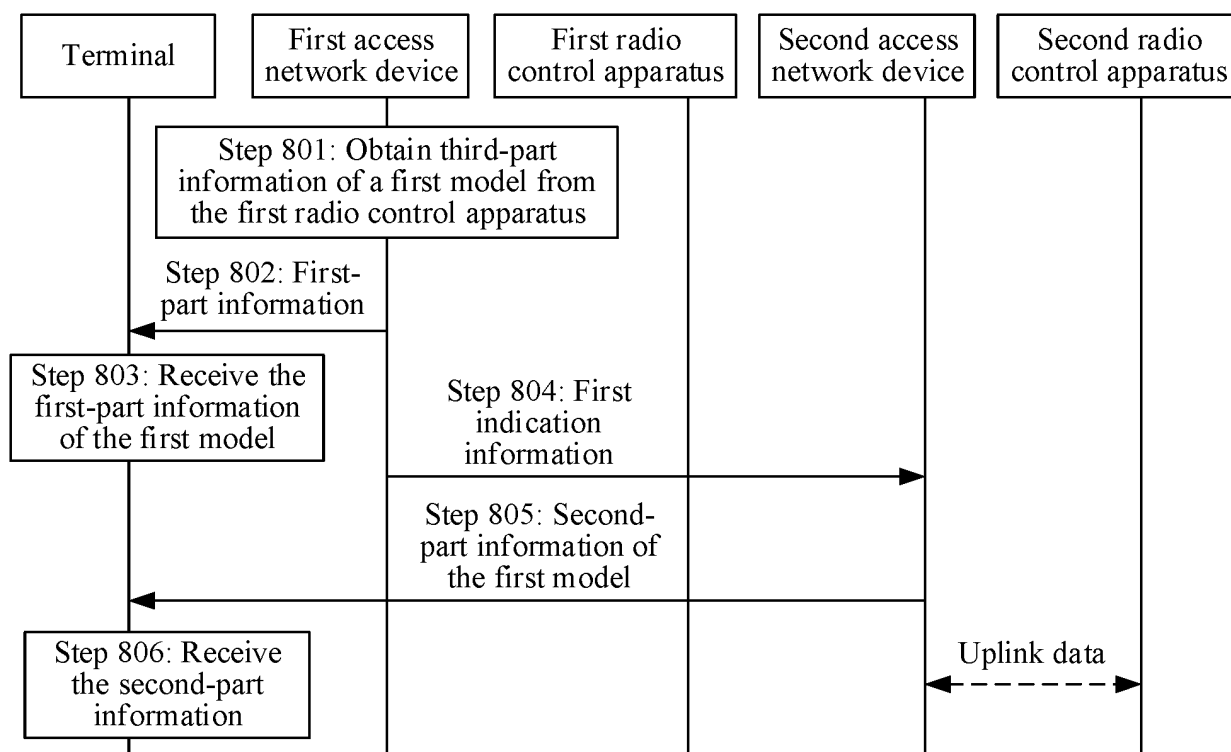 Terminal
First access
network device
First radio
control apparatus
Second access
network device
Second radio
control apparatus
Step 801: Obtain third-part
information of a first model from
the first radio control apparatus
Step 802: First-
part information
Step 803: Receive the
first-part information
of the first model
Step 804: First
indication
information
Step 805: Second-
part information of
the first model
Step 806: Receive
the second-part
information
Uplink data